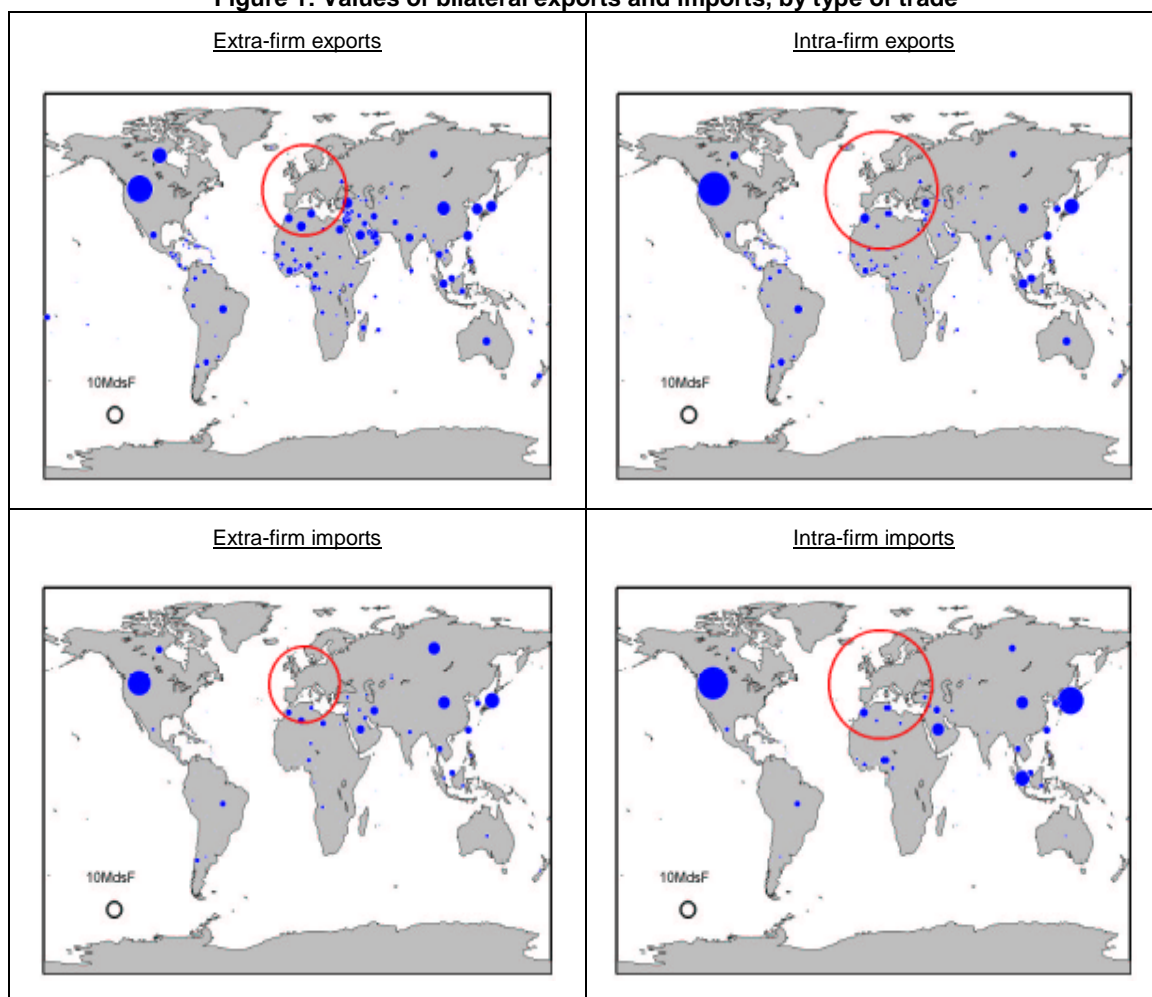 Figure 1: Values of bilateral exports and imports, by type of trade
Extra-firm exports
Intra-firm exports
10MdsF
10MdsF
Extra-firm imports
Intra-firm imports
10MdsF
10MdsF